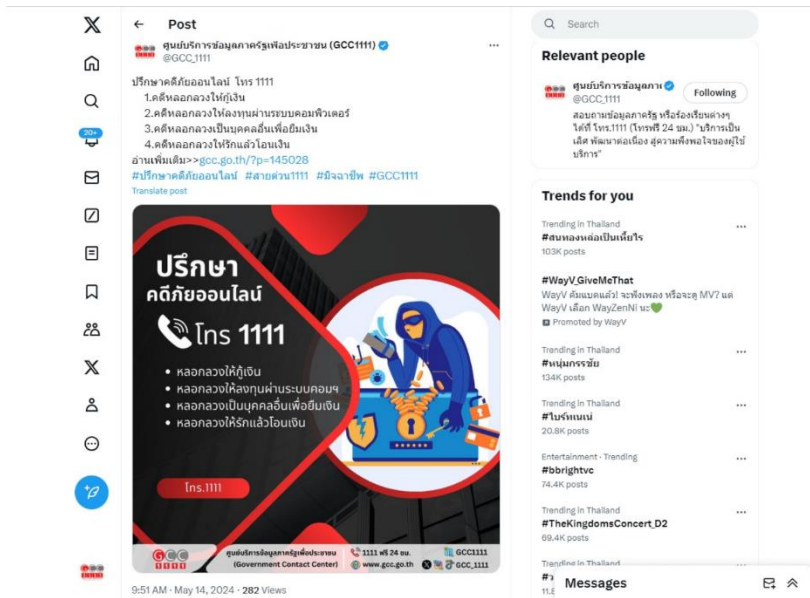 Post
ศูนย์บริการข้อมูลภาครัฐเพื่อประชาชน (GCC1111)
@GCC_1111
ปรึกษาคดีภัยออนไลน์ โทร 1111
1.คดีหลอกลวงให้กู้เงิน
2.คดีหลอกลวงให้ลงทุนผ่านระบบคอมพิวเตอร์
3.คดีหลอกลวงเป็นบุคคลอื่นเพื่อยืมเงิน
4.คดีหลอกลวงให้รักแล้วโอนเงิน
อ่านเพิ่มเติม>>gcc.go.th/?p=145028
#ปรึกษาคดีภัยออนไลน์ #สายด่วน1111 #มิจฉาชีพ #GCC1111
Translate post
ปรึกษา
คดีภัยออนไลน์
โทร 1111
• หลอกลวงให้กู้เงิน
• หลอกลวงให้ลงทุนผ่านระบบคอมฯ
• หลอกลวงเป็นบุคคลอื่นเพื่อยืมเงิน
• หลอกลวงให้รักแล้วโอนเงิน
โทร.1111
GCC
1111
ศูนย์บริการข้อมูลภาครัฐเพื่อประชาชน
(Government Contact Center)
1111 ฟรี 24 ชม.
www.gcc.go.th
GCC1111
GCC_1111
9:51 AM · May 14, 2024 · 282 Views
20+
Search
Relevant people
ศูนย์บริการข้อมูลภา
@GCC_1111
Following
สอบถามข้อมูลภาครัฐ หรือร้องเรียนต่างๆ
ได้ที่ โทร.1111 (โทรฟรี 24 ชม.) "บริการเป็น
เลิศ พัฒนาต่อเนื่อง สู่ความพึงพอใจของผู้ใช้
บริการ"
Trends for you
Trending in Thailand
#สนทองหล่อเป็นเหี้ยไร
103K posts
#WayV_GiveMeThat
WayV คัมแบคแล้ว! จะฟังเพลง หรือจะดู MV? แต่
WayV เลือก WayZenNi นะ💚
Promoted by WayV
Trending in Thailand
#หนุ่มกรรชัย
134K posts
Trending in Thailand
#ไบร์ทเนเน่
20.8K posts
Entertainment · Trending
#bbrightvc
74.4K posts
Trending in Thailand
#TheKingdomsConcert_D2
69.4K posts
Trending in Thailand
Messages